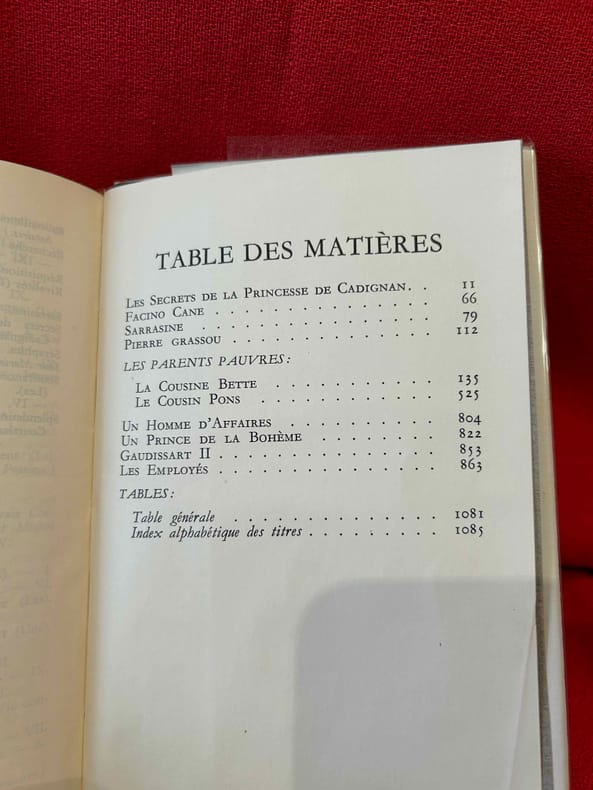 TABLE DES MATIÈRES
LES SECRETS DE LA PRINCESSE DE CADIGNAN. . 11
FACINO CANE . . . . . . . . . . . . . . . 66
SARRASINE . . . . . . . . . . . . . . . 79
PIERRE GRASSOU . . . . . . . . . . . . . . 112
LES PARENTS PAUVRES :
LA COUSINE BETTE . . . . . . . . . . . . 135
LE COUSIN PONS . . . . . . . . . . . . . 525
UN HOMME D'AFFAIRES . . . . . . . . . . 804
UN PRINCE DE LA BOHÈME . . . . . . . . . 822
GAUDISSART II . . . . . . . . . . . . . . 853
LES EMPLOYÉS . . . . . . . . . . . . . . 863
TABLES :
Table générale . . . . . . . . . . . . . 1081
Index alphabétique des titres . . . . . . . . 1085